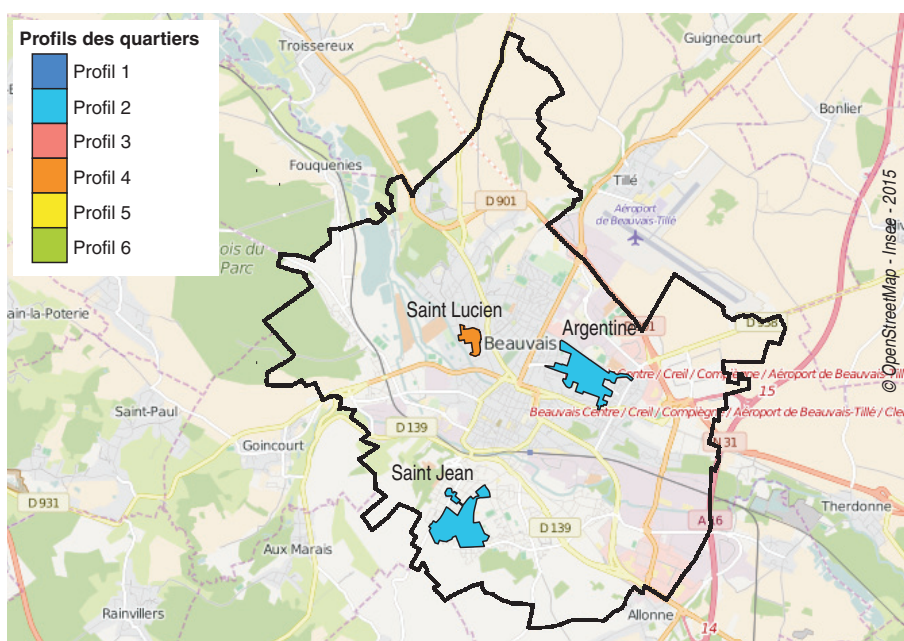 Profils des quartiers
Profil 1
Profil 2
Profil 3
Profil 4
Profil 5
Profil 6
Troissereux
Guignecourt
Bonlier
Fouquenies
Tillé
D 901
Aéroport
de Beauvais-Tillé
ois du
Parc
ain-la-Poterie
Saint Lucien
Argentine
Beauvais
Centre / Creil / Compiègne / Aéroport de Beauvais-Till
15
Beauvais Centre / Creil / Compiègne / Aéroport de Beauvais-Tillé / Cle
Saint-Paul
D 139
Goincourt
N 31
Saint Jean
D 931
D 139
A 16
Therdonne
Aux Marais
Rainvillers
Allonne
14
© OpenStreetMap - Insee - 2015